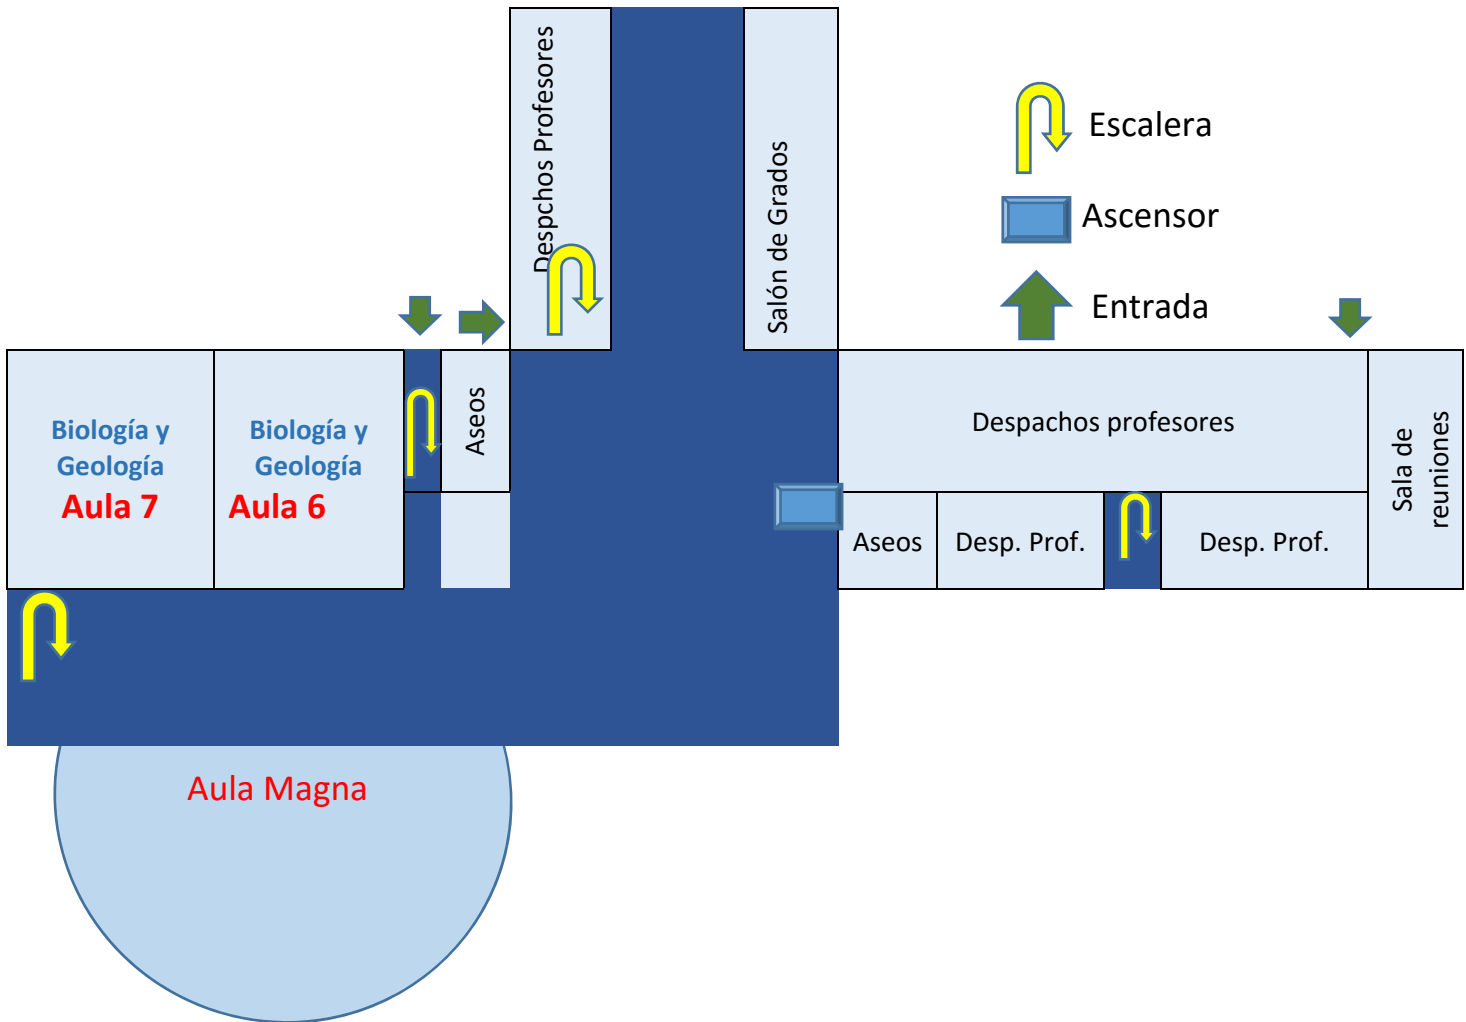 Despchos Profesores
Salón de Grados
Escalera
Ascensor
Entrada
Biología y
Geología
Aula 7
Biología y
Geología
Aula 6
Aseos
Despachos profesores
Sala de
reuniones
Aseos
Desp. Prof.
Desp. Prof.
Aula Magna